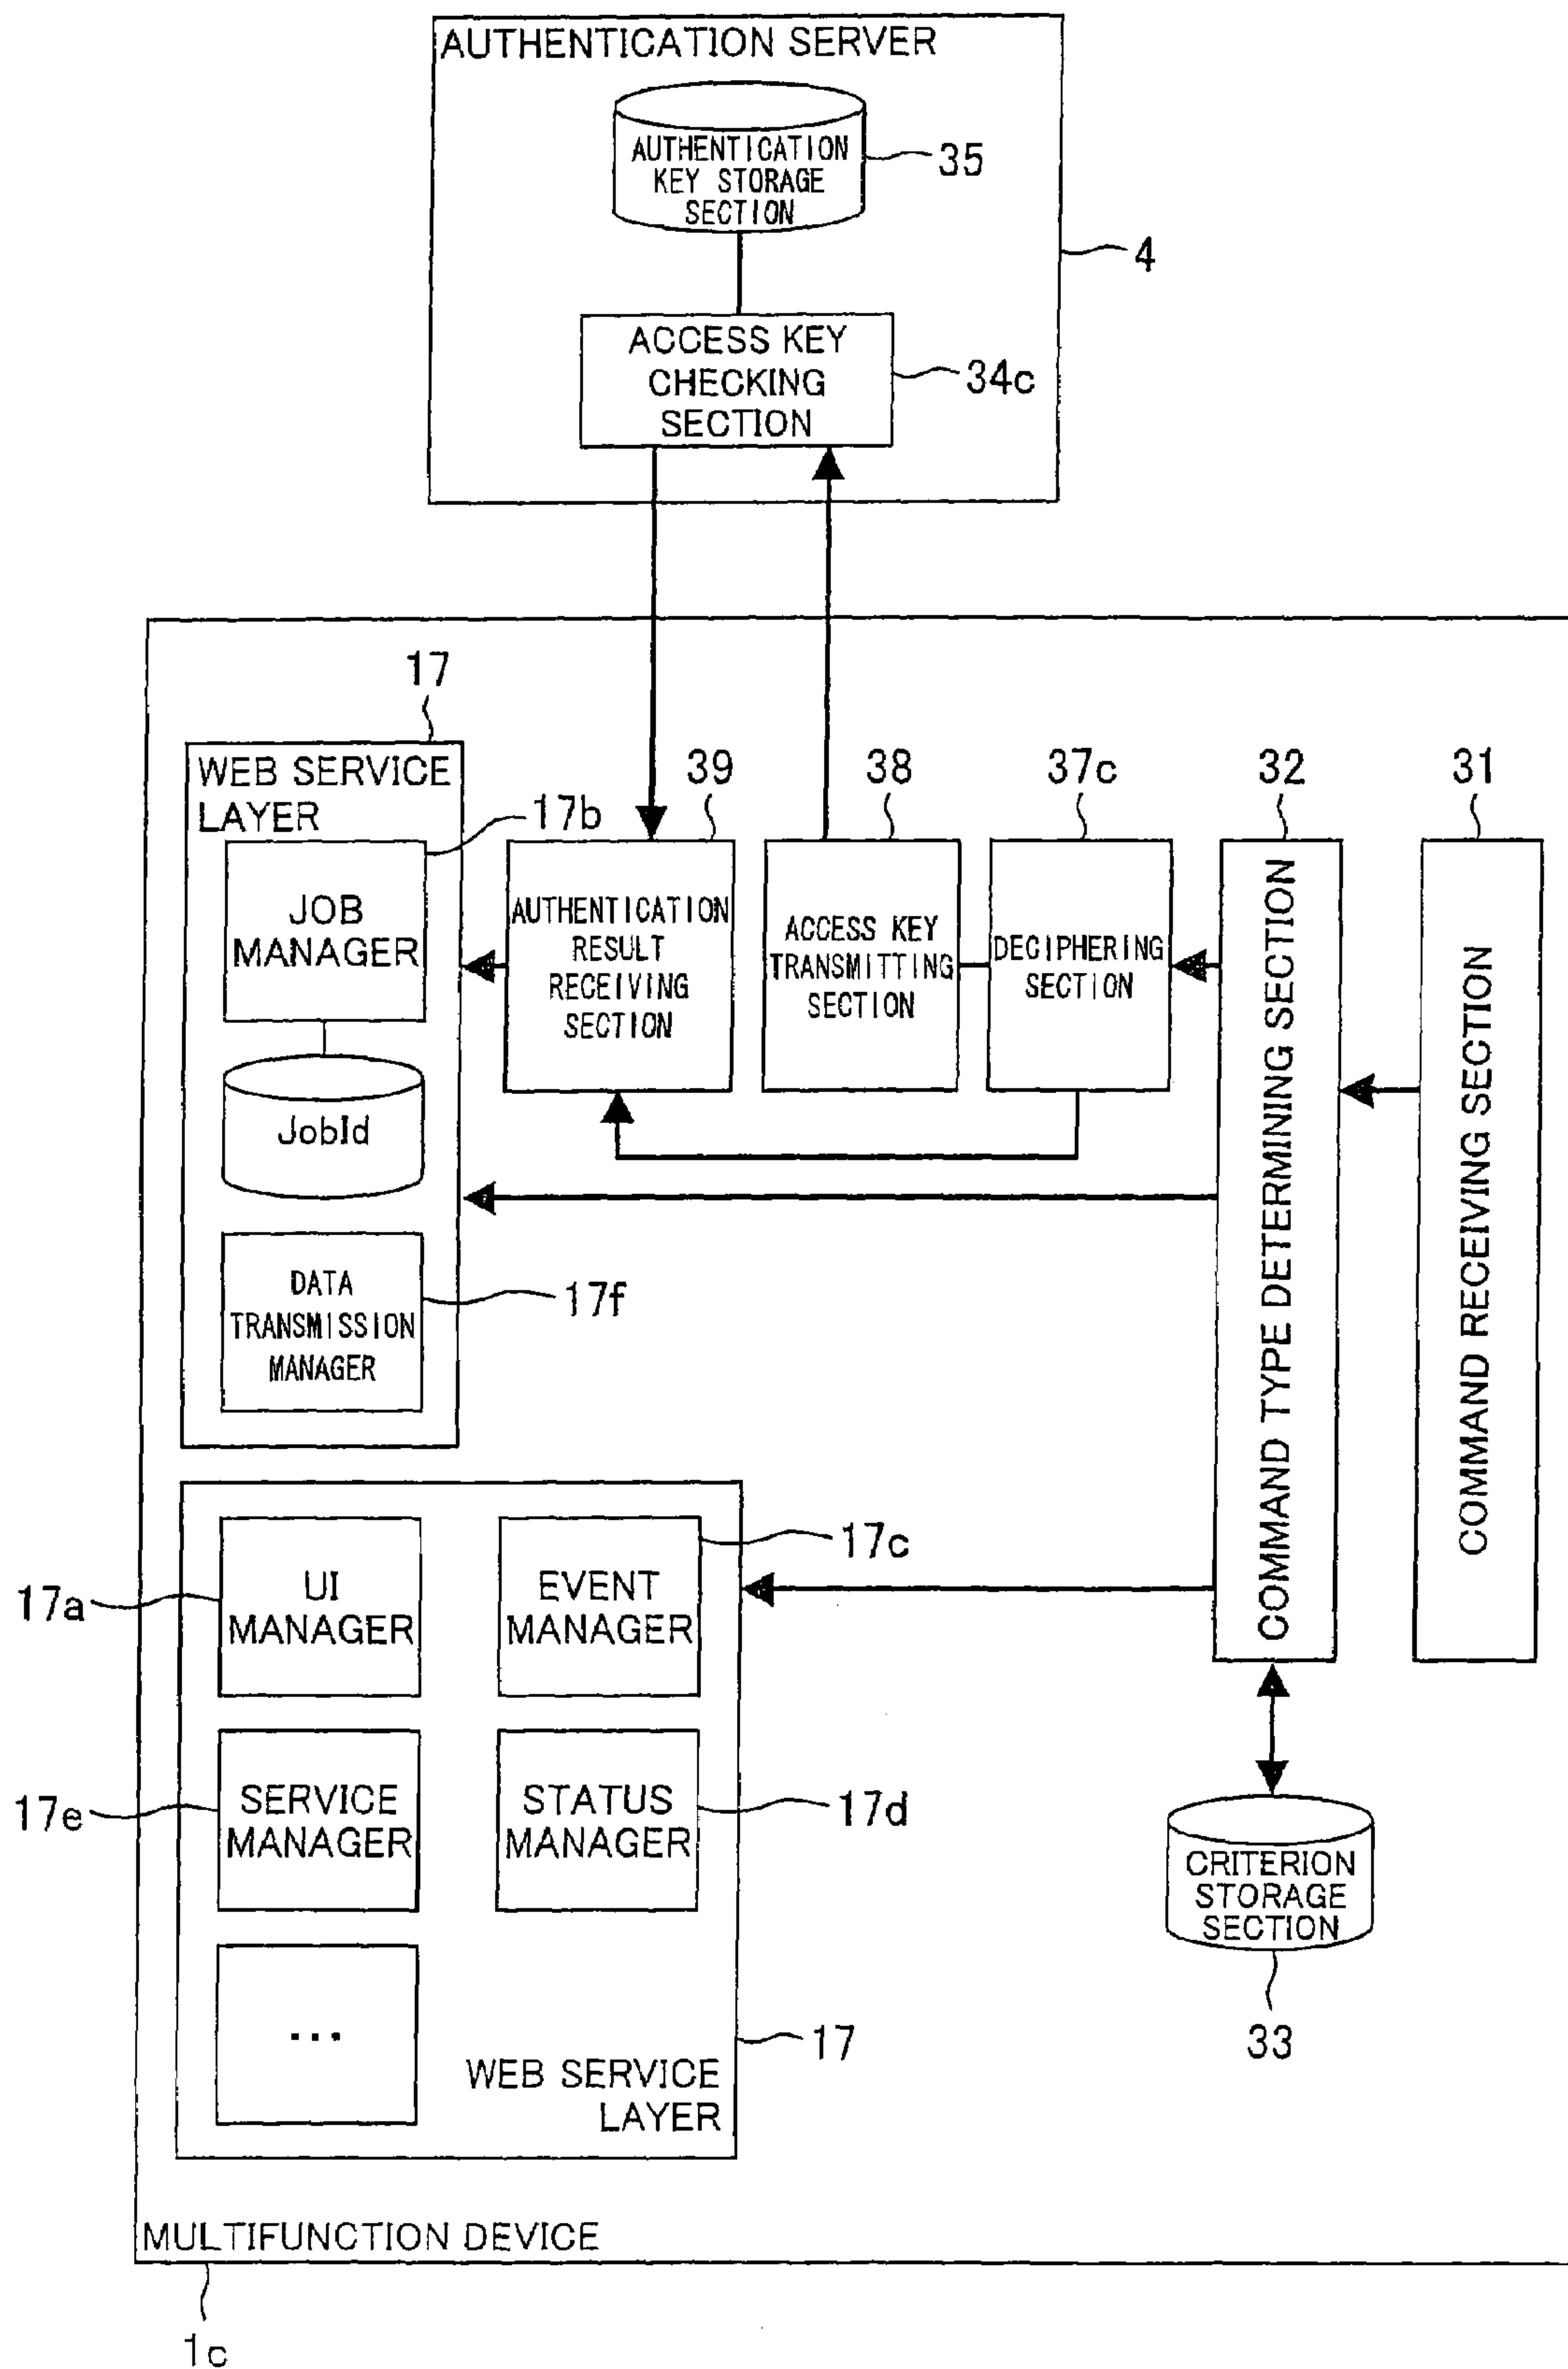 AUTHENTICATION SERVER
AUTHENTICATION
KEY STORAGE
SECTION
35
4
ACCESS KEY
CHECKING
SECTION
34c
17
WEB SERVICE
LAYER
17b
JOB
MANAGER
JobId
DATA
TRANSMISSION
MANAGER
17f
39
AUTHENTICATION
RESULT
RECEIVING
SECTION
38
ACCESS KEY
TRANSMITTING
SECTION
37c
DECIPHERING
SECTION
32
COMMAND TYPE DETERMINING SECTION
31
COMMAND RECEIVING SECTION
17a
UI
MANAGER
EVENT
MANAGER
17c
17e
SERVICE
MANAGER
STATUS
MANAGER
17d
...
17
WEB SERVICE
LAYER
CRITERION
STORAGE
SECTION
33
MULTIFUNCTION DEVICE
1c